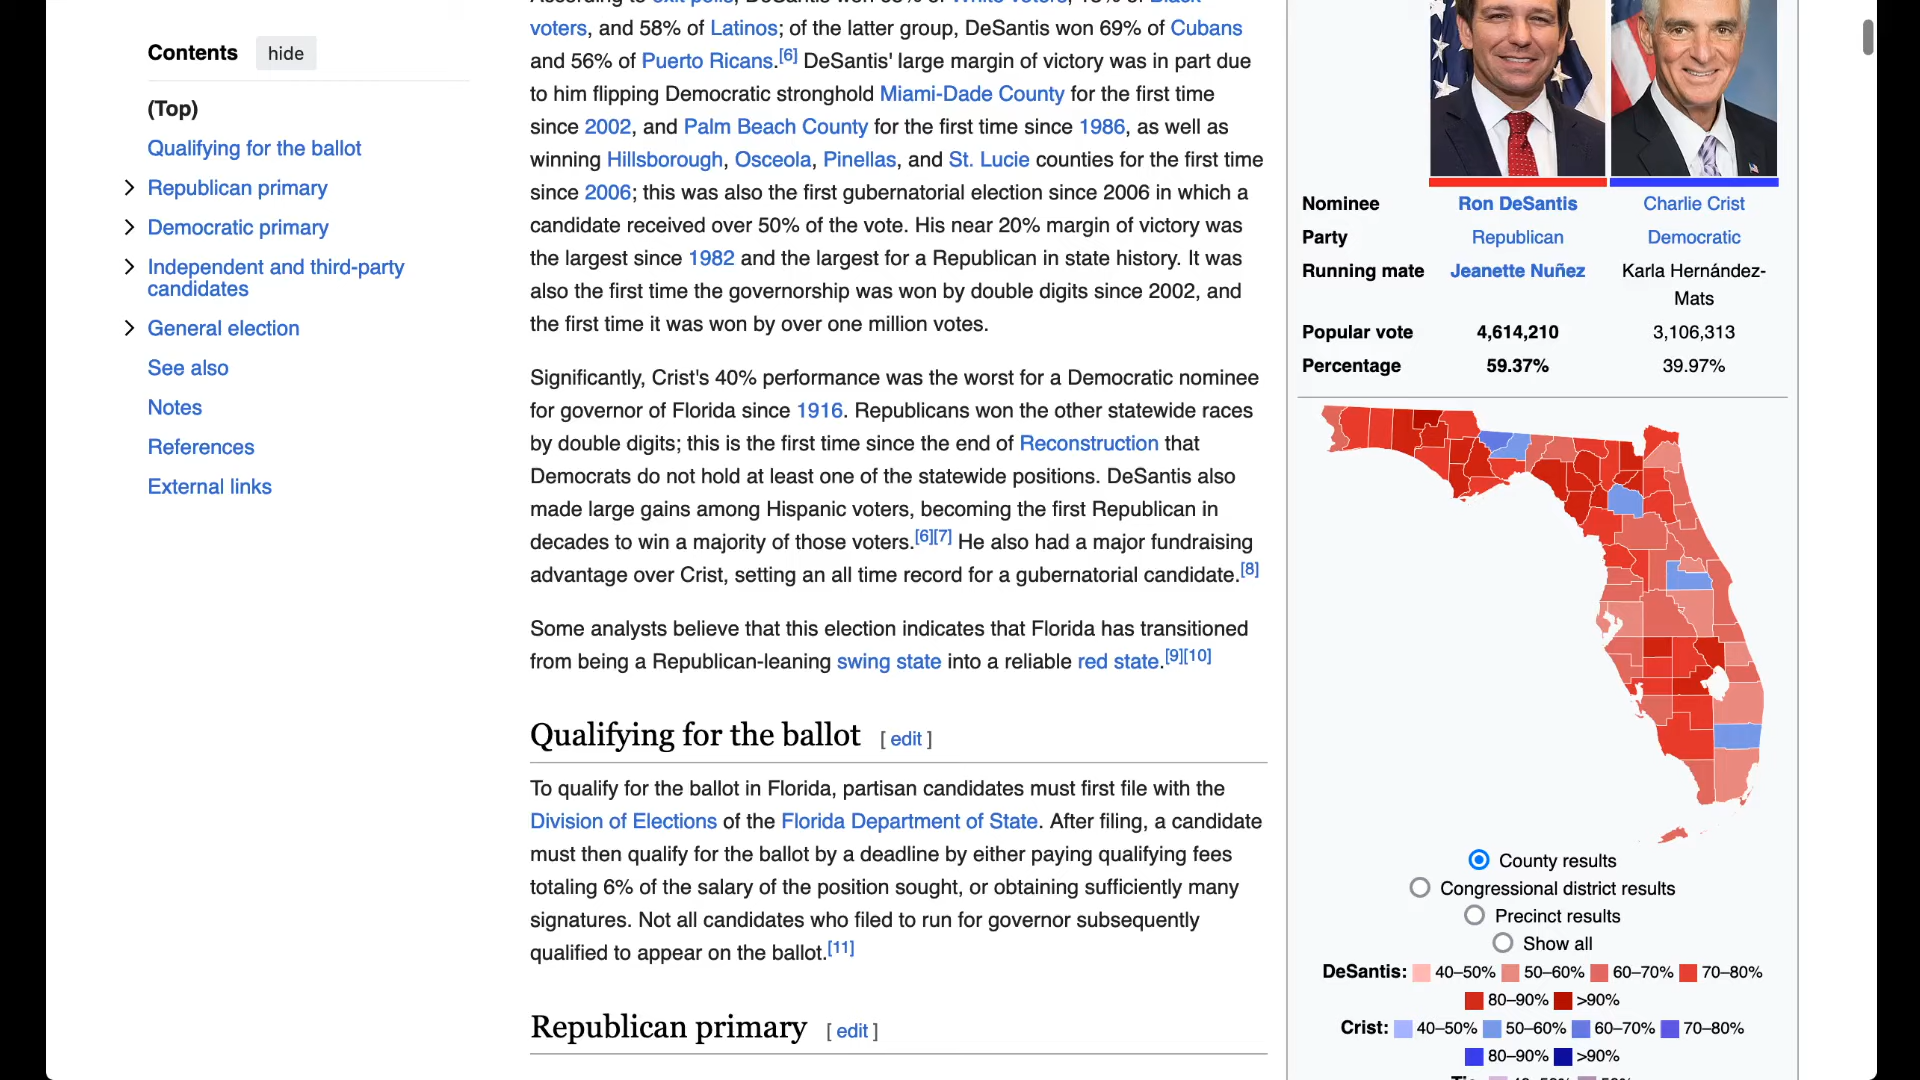 Contents hide
(Top)
Qualifying for the ballot
Republican primary
Democratic primary
Independent and third-party
candidates
General election
See also
Notes
References
External links
voters, and 58% of Latinos; of the latter group, DeSantis won 69% of Cubans
and 56% of Puerto Ricans.[6] DeSantis' large margin of victory was in part due
to him flipping Democratic stronghold Miami-Dade County for the first time
since 2002, and Palm Beach County for the first time since 1986, as well as
winning Hillsborough, Osceola, Pinellas, and St. Lucie counties for the first time
since 2006; this was also the first gubernatorial election since 2006 in which a
candidate received over 50% of the vote. His near 20% margin of victory was
the largest since 1982 and the largest for a Republican in state history. It was
also the first time the governorship was won by double digits since 2002, and
the first time it was won by over one million votes.
Significantly, Crist's 40% performance was the worst for a Democratic nominee
for governor of Florida since 1916. Republicans won the other statewide races
by double digits; this is the first time since the end of Reconstruction that
Democrats do not hold at least one of the statewide positions. DeSantis also
made large gains among Hispanic voters, becoming the first Republican in
decades to win a majority of those voters.[6][7] He also had a major fundraising
advantage over Crist, setting an all time record for a gubernatorial candidate.[8]
Some analysts believe that this election indicates that Florida has transitioned
from being a Republican-leaning swing state into a reliable red state.[9][10]
Qualifying for the ballot [ edit ]
To qualify for the ballot in Florida, partisan candidates must first file with the
Division of Elections of the Florida Department of State. After filing, a candidate
must then qualify for the ballot by a deadline by either paying qualifying fees
totaling 6% of the salary of the position sought, or obtaining sufficiently many
signatures. Not all candidates who filed to run for governor subsequently
qualified to appear on the ballot.[11]
Republican primary [ edit ]
Nominee Ron DeSantis Charlie Crist
Party Republican Democratic
Running mate Jeanette Nuñez Karla Hernández-
Mats
Popular vote 4,614,210 3,106,313
Percentage 59.37% 39.97%
County results
Congressional district results
Precinct results
Show all
DeSantis: 40–50% 50–60% 60–70% 70–80%
80–90% >90%
Crist: 40–50% 50–60% 60–70% 70–80%
80–90% >90%